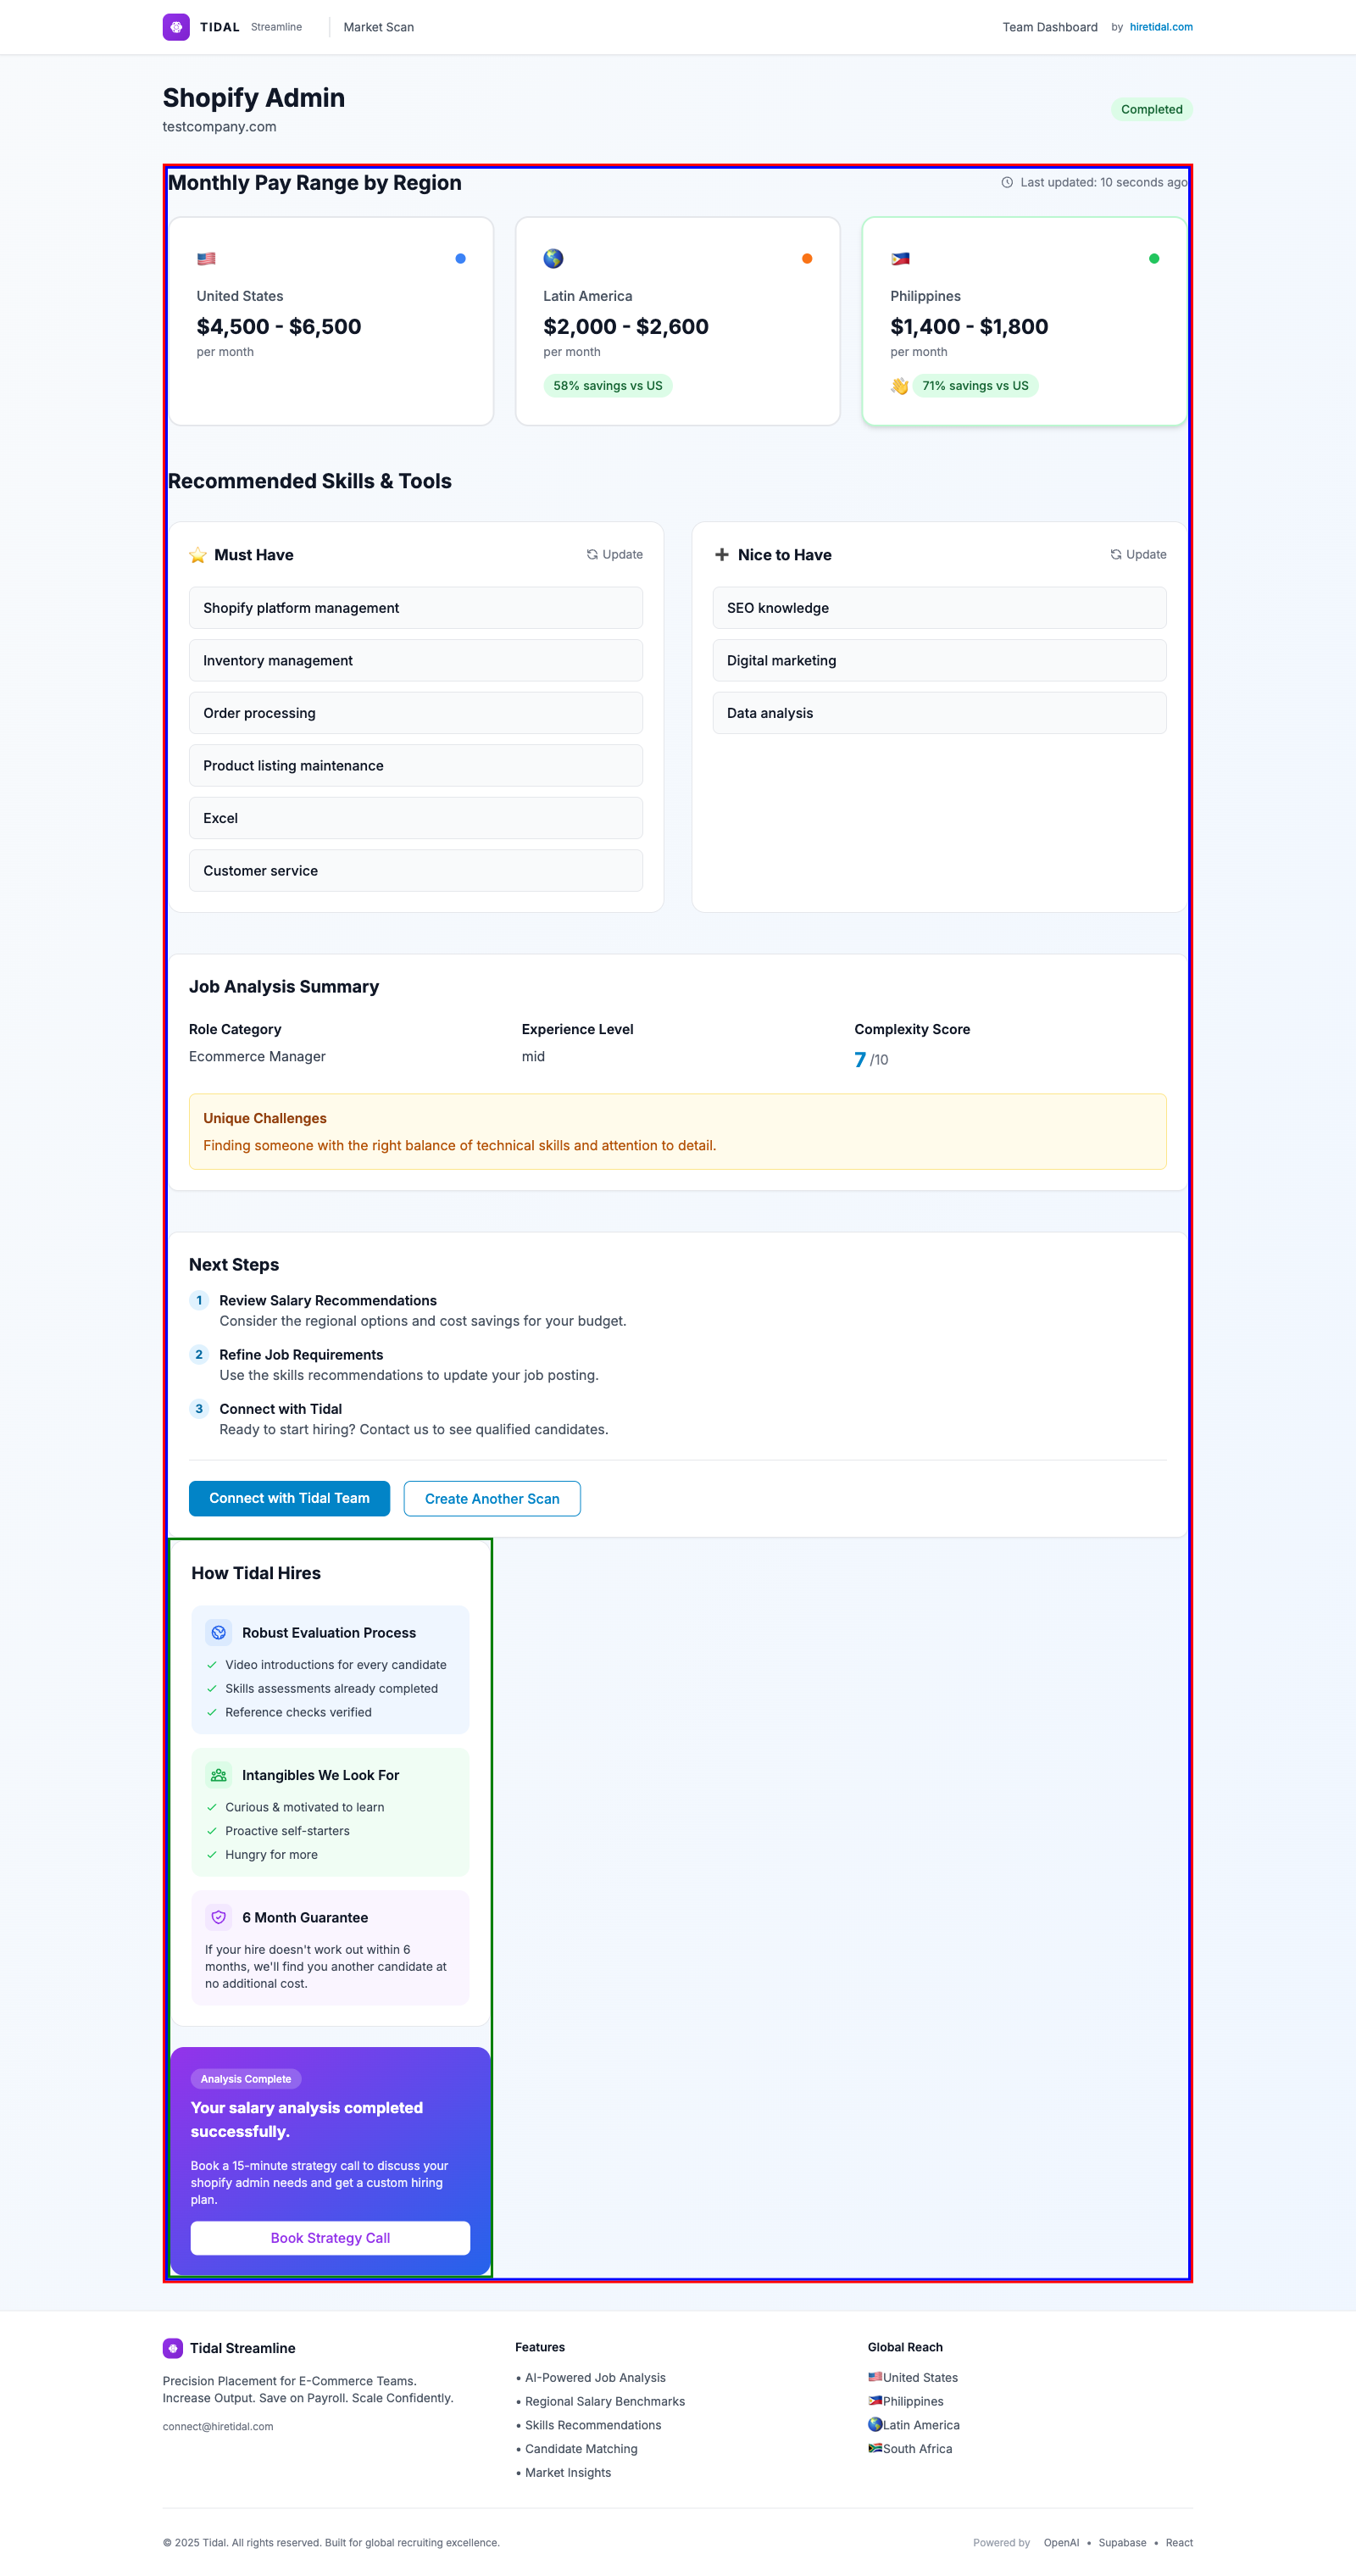 TIDAL Streamline Market Scan Team Dashboard by hiretidal.com
Shopify Admin
testcompany.com
Completed
Monthly Pay Range by Region
Last updated: 10 seconds ago
United States
$4,500 - $6,500
per month
Latin America
$2,000 - $2,600
per month
58% savings vs US
Philippines
$1,400 - $1,800
per month
71% savings vs US
Recommended Skills & Tools
Must Have
Update
Shopify platform management
Inventory management
Order processing
Product listing maintenance
Excel
Customer service
Nice to Have
Update
SEO knowledge
Digital marketing
Data analysis
Job Analysis Summary
Role Category
Ecommerce Manager
Experience Level
mid
Complexity Score
7 /10
Unique Challenges
Finding someone with the right balance of technical skills and attention to detail.
Next Steps
1 Review Salary Recommendations
Consider the regional options and cost savings for your budget.
2 Refine Job Requirements
Use the skills recommendations to update your job posting.
3 Connect with Tidal
Ready to start hiring? Contact us to see qualified candidates.
Connect with Tidal Team
Create Another Scan
How Tidal Hires
Robust Evaluation Process
Video introductions for every candidate
Skills assessments already completed
Reference checks verified
Intangibles We Look For
Curious & motivated to learn
Proactive self-starters
Hungry for more
6 Month Guarantee
If your hire doesn't work out within 6
months, we'll find you another candidate at
no additional cost.
Analysis Complete
Your salary analysis completed
successfully.
Book a 15-minute strategy call to discuss your
shopify admin needs and get a custom hiring
plan.
Book Strategy Call
Tidal Streamline
Precision Placement for E-Commerce Teams.
Increase Output. Save on Payroll. Scale Confidently.
connect@hiretidal.com
Features
• AI-Powered Job Analysis
• Regional Salary Benchmarks
• Skills Recommendations
• Candidate Matching
• Market Insights
Global Reach
United States
Philippines
Latin America
South Africa
© 2025 Tidal. All rights reserved. Built for global recruiting excellence.
Powered by OpenAI • Supabase • React